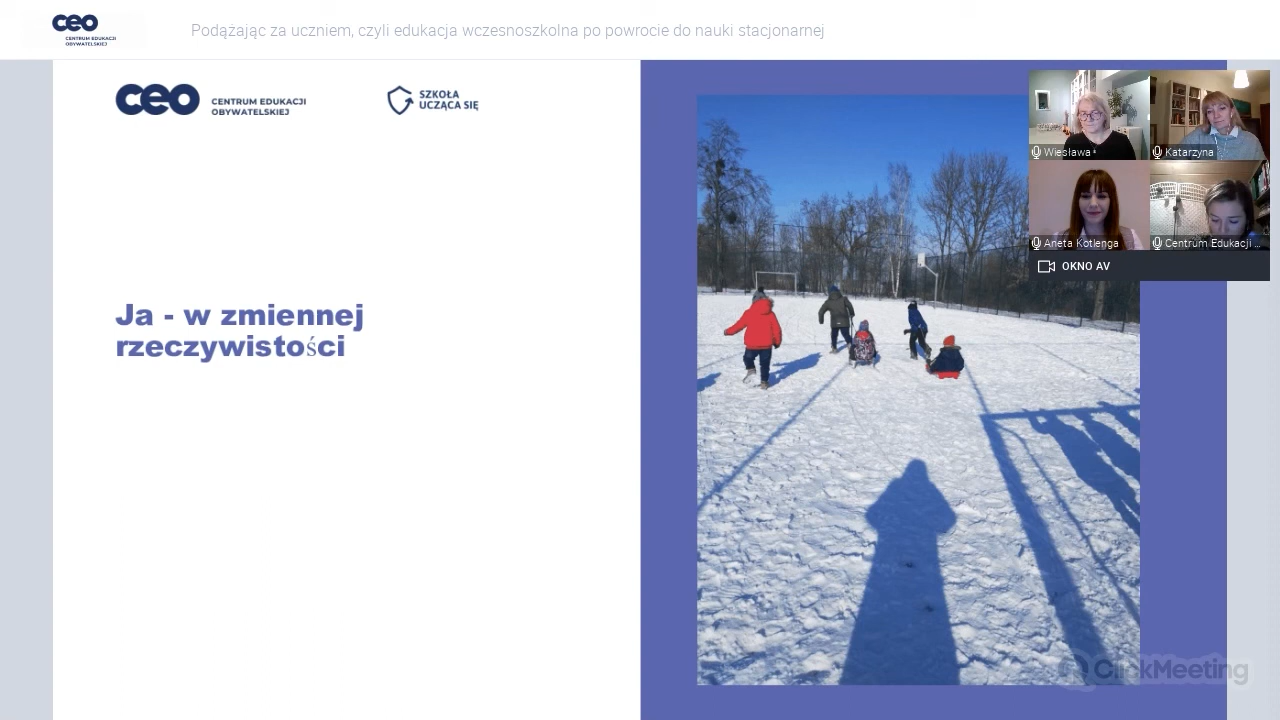 ceo
CENTRUM EDUKACJI
OBYWATELSKIEJ
Podążając za uczniem, czyli edukacja wczesnoszkolna po powrocie do nauki stacjonarnej
ceo
CENTRUM EDUKACJI
OBYWATELSKIEJ
SZKOŁA
UCZĄCA SIĘ
Wiesława *
Katarzyna
Aneta Kotlenga
Centrum Edukacji ...
OKNO AV
Ja - w zmiennej
rzeczywistości
ClickMeeting